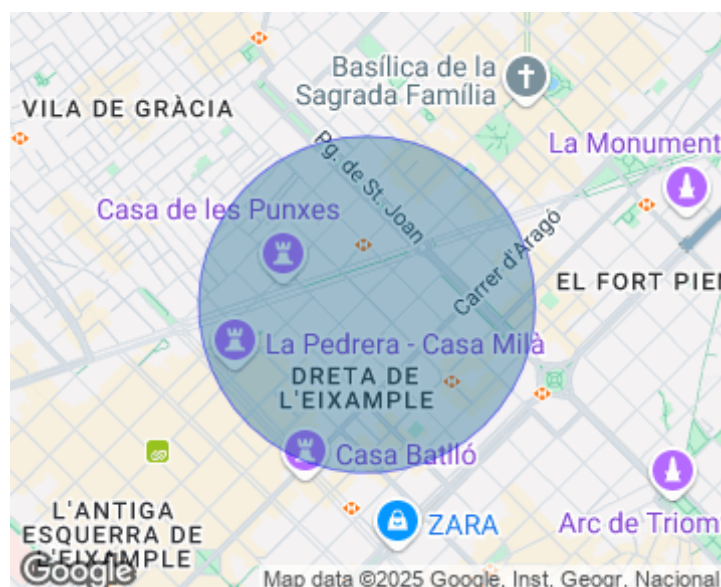 Basílica de la
Sagrada Família
VILA DE GRÀCIA
La Monument
Pg. de St. Joan
Casa de les Punxes
Carrer d'Aragó
EL FORT PIEN
La Pedrera - Casa Milà
DRETA DE
L'EIXAMPLE
Casa Batlló
L'ANTIGA
ESQUERRA DE
L'EIXAMPLE
ZARA
Arc de Triom
Google
Map data ©2025 Google, Inst. Geogr. Nacional